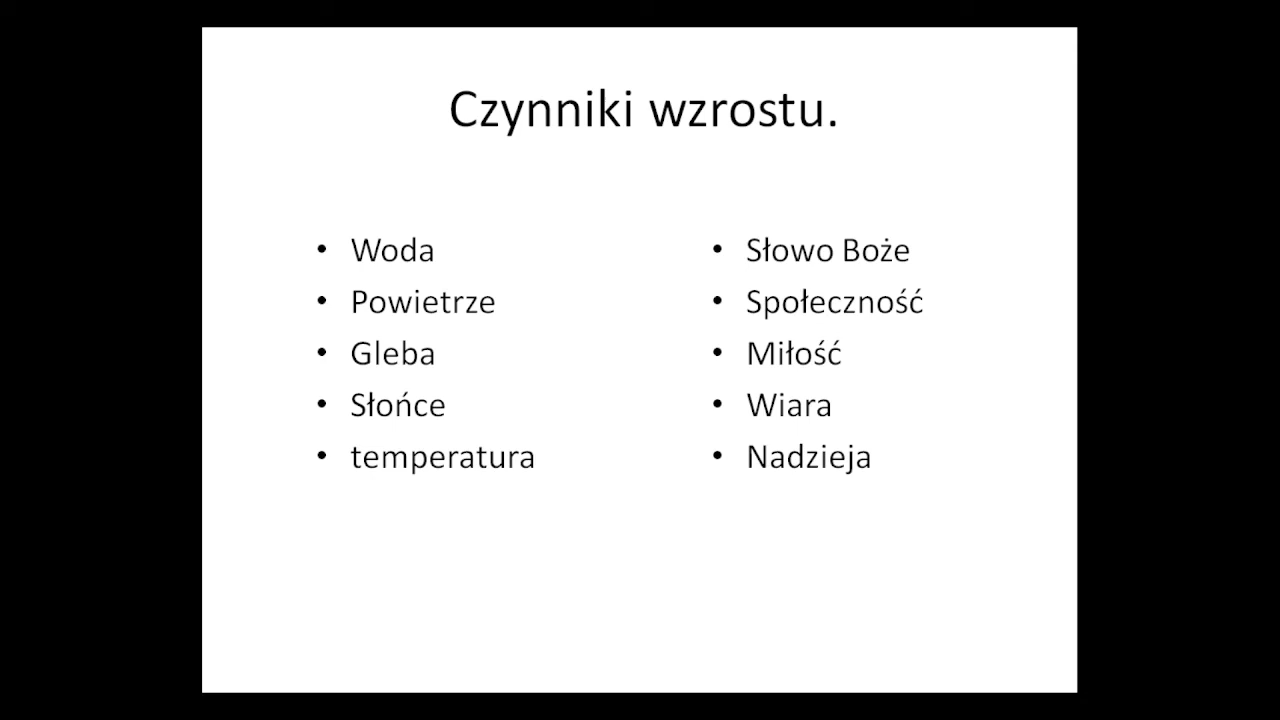 Czynniki wzrostu.
• Woda
• Powietrze
• Gleba
• Słońce
• temperatura
• Słowo Boże
• Społeczność
• Miłość
• Wiara
• Nadzieja